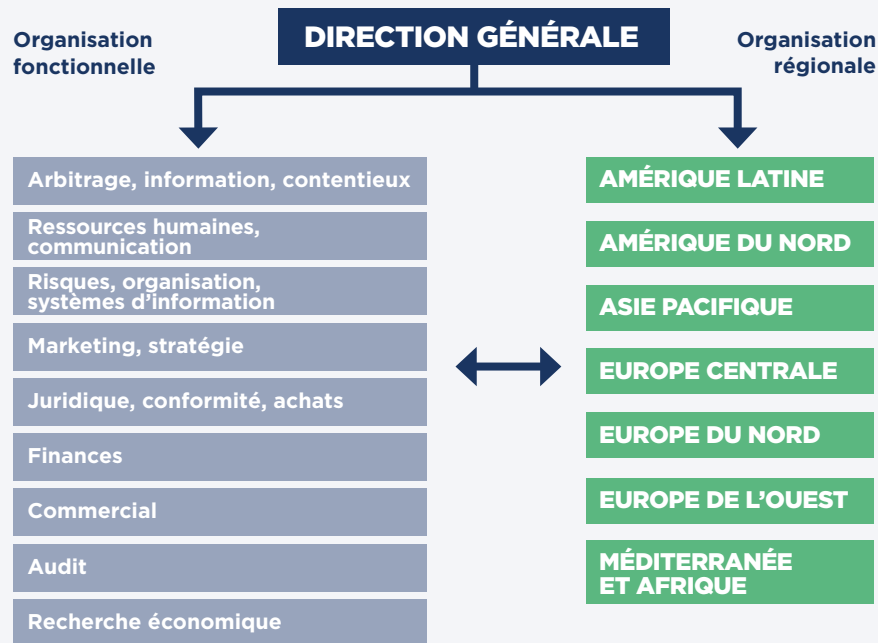 Organisation
fonctionnelle
DIRECTION GÉNÉRALE
Organisation
régionale
Arbitrage, information, contentieux
Ressources humaines,
communication
Risques, organisation,
systèmes d'information
Marketing, stratégie
Juridique, conformité, achats
Finances
Commercial
Audit
Recherche économique
AMÉRIQUE LATINE
AMÉRIQUE DU NORD
ASIE PACIFIQUE
EUROPE CENTRALE
EUROPE DU NORD
EUROPE DE L'OUEST
MÉDITERRANÉE
ET AFRIQUE